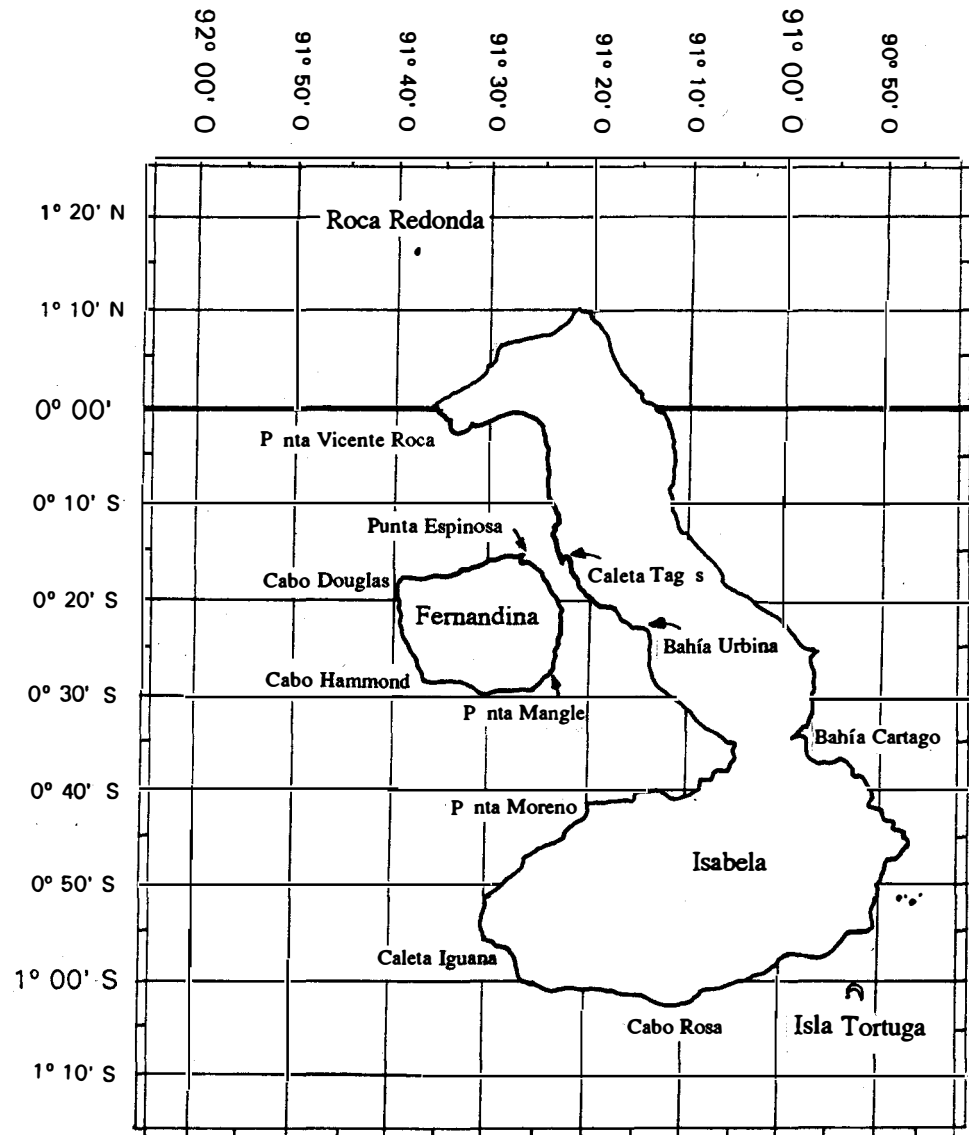 92° 00' O
91° 50' O
91° 40' O
91° 30' O
91° 20' O
91° 10' O
91° 00' O
90° 50' O
1° 20' N
Roca Redonda
1° 10' N
0° 00'
P nta Vicente Roca
0° 10' S
Punta Espinosa
Cabo Douglas
Caleta Tag s
0° 20' S
Fernandina
Bahía Urbina
Cabo Hammond
0° 30' S
P nta Mangle
Bahía Cartago
0° 40' S
P nta Moreno
Isabela
0° 50' S
Caleta Iguana
1° 00' S
Cabo Rosa
Isla Tortuga
1° 10' S